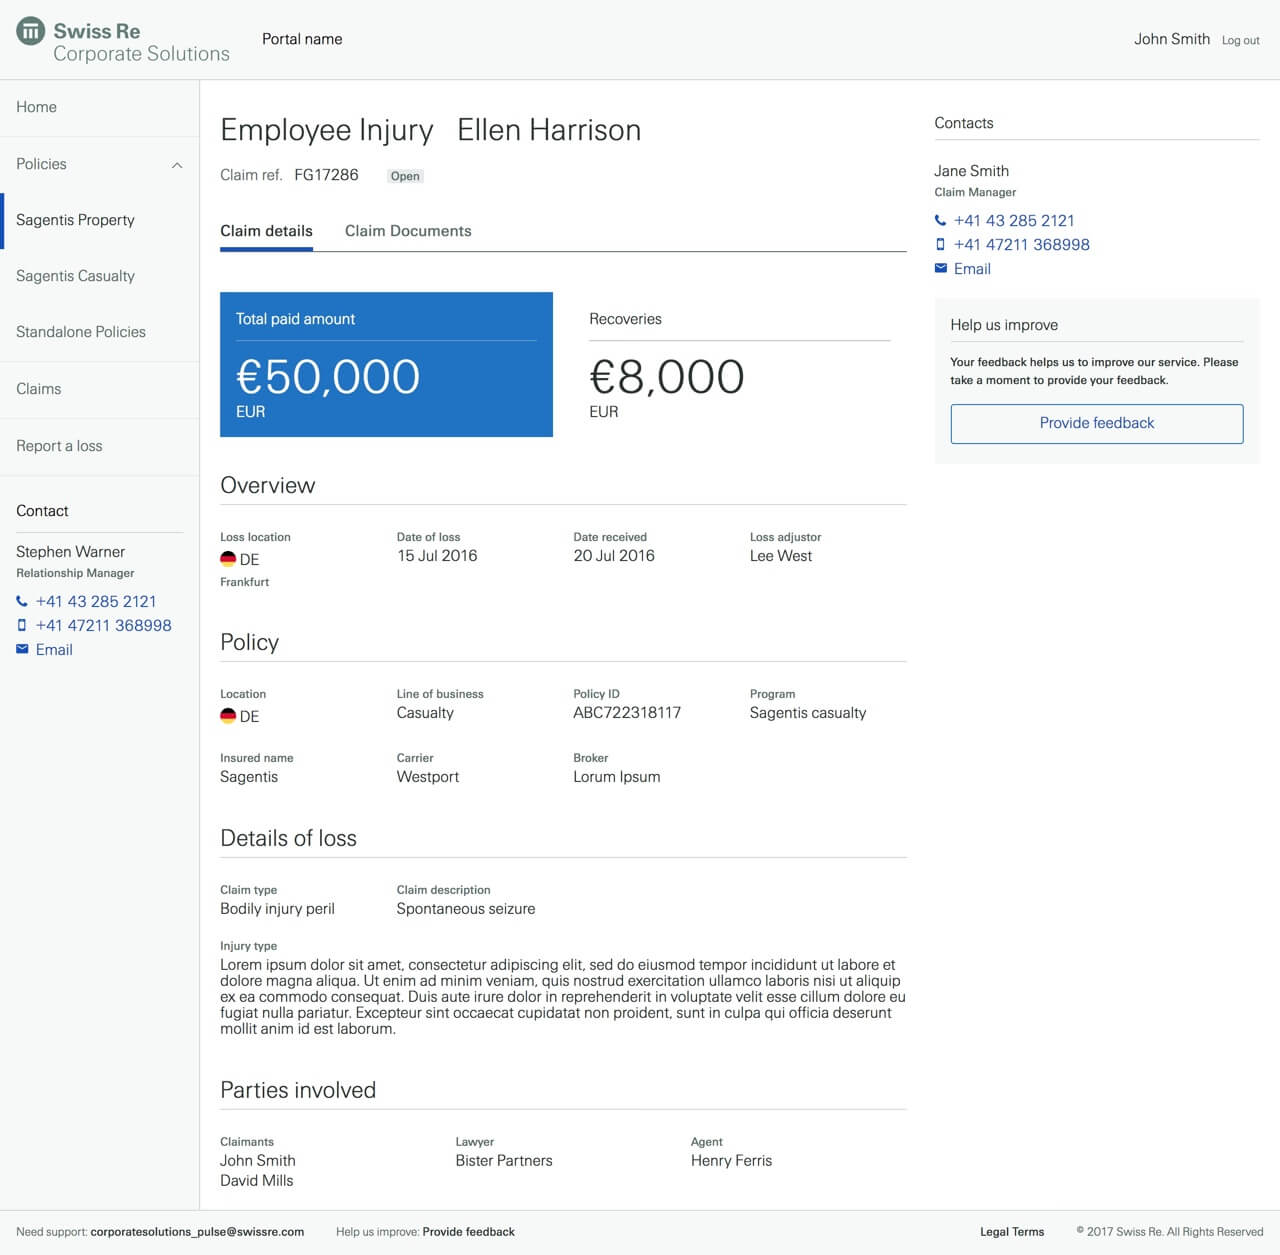 Swiss Re
Corporate Solutions
Portal name
John Smith Log out
Home
Policies
Sagentis Property
Sagentis Casualty
Standalone Policies
Claims
Report a loss
Contact
Stephen Warner
Relationship Manager
+41 43 285 2121
+41 47211 368998
Email
Employee Injury Ellen Harrison
Claim ref. FG17286 Open
Claim details Claim Documents
Total paid amount
€50,000
EUR
Recoveries
€8,000
EUR
Overview
Loss location
DE
Frankfurt
Date of loss
15 Jul 2016
Date received
20 Jul 2016
Loss adjustor
Lee West
Policy
Location
DE
Line of business
Casualty
Policy ID
ABC722318117
Program
Sagentis casualty
Insured name
Sagentis
Carrier
Westport
Broker
Lorum Ipsum
Details of loss
Claim type
Bodily injury peril
Claim description
Spontaneous seizure
Injury type
Lorem ipsum dolor sit amet, consectetur adipiscing elit, sed do eiusmod tempor incididunt ut labore et
dolore magna aliqua. Ut enim ad minim veniam, quis nostrud exercitation ullamco laboris nisi ut aliquip
ex ea commodo consequat. Duis aute irure dolor in reprehenderit in voluptate velit esse cillum dolore eu
fugiat nulla pariatur. Excepteur sint occaecat cupidatat non proident, sunt in culpa qui officia deserunt
mollit anim id est laborum.
Parties involved
Claimants
John Smith
David Mills
Lawyer
Bister Partners
Agent
Henry Ferris
Contacts
Jane Smith
Claim Manager
+41 43 285 2121
+41 47211 368998
Email
Help us improve
Your feedback helps us to improve our service. Please
take a moment to provide your feedback.
Provide feedback
Need support: corporatesolutions_pulse@swissre.com Help us improve: Provide feedback Legal Terms © 2017 Swiss Re. All Rights Reserved